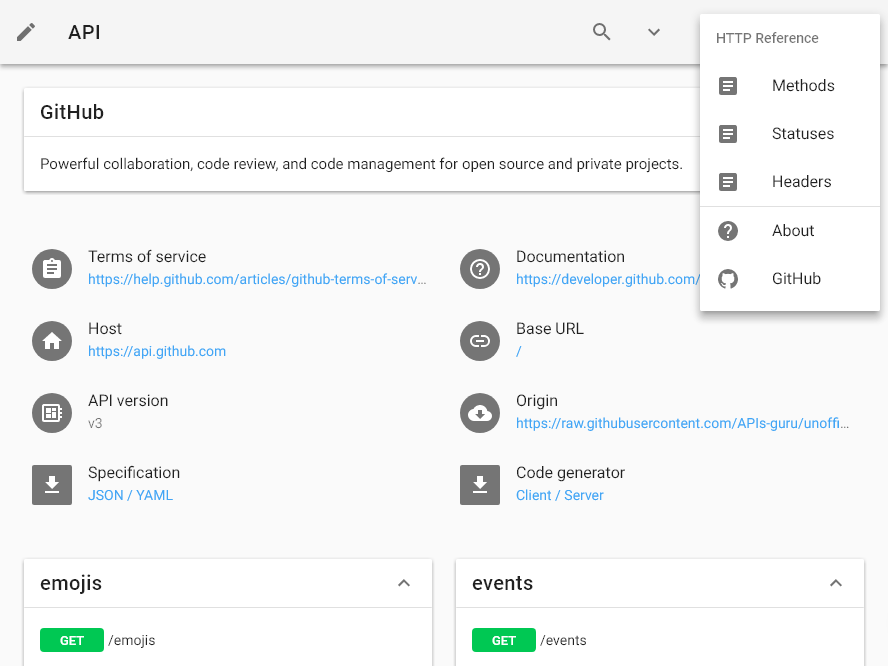 API
HTTP Reference
Methods
Statuses
Headers
About
GitHub
GitHub
Powerful collaboration, code review, and code management for open source and private projects.
Terms of service
https://help.github.com/articles/github-terms-of-serv...
Documentation
https://developer.github.com/
Host
https://api.github.com
Base URL
/
API version
v3
Origin
https://raw.githubusercontent.com/APIs-guru/unoffi...
Specification
JSON / YAML
Code generator
Client / Server
emojis
GET /emojis
events
GET /events